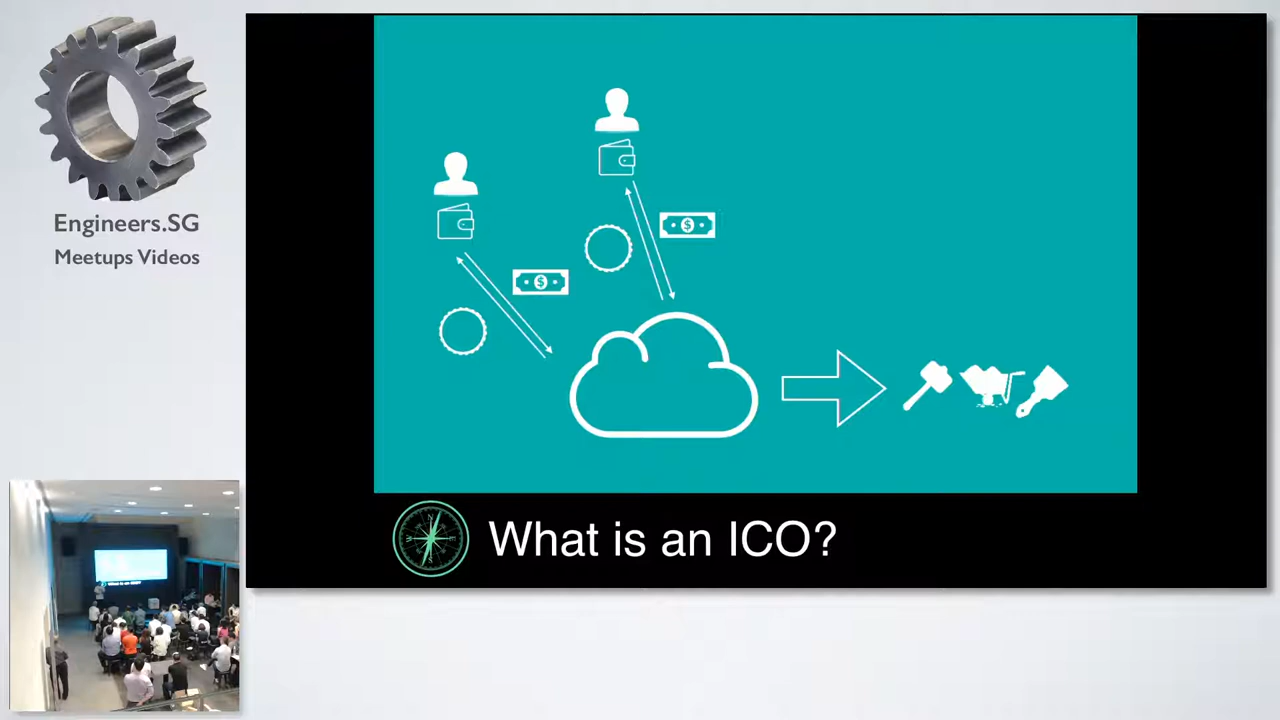 Engineers.SG
Meetups Videos
$
$
What is an ICO?